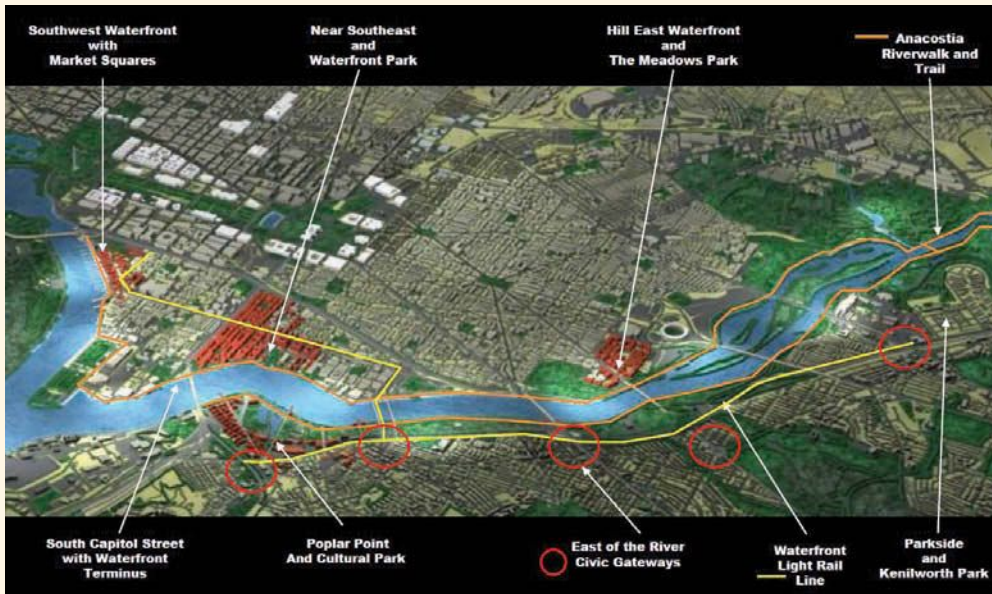 Southwest Waterfront
with
Market Squares
Near Southeast
and
Waterfront Park
Hill East Waterfront
and
The Meadows Park
Anacostia
Riverwalk and
Trail
South Capitol Street
with Waterfront
Terminus
Poplar Point
And Cultural Park
East of the River
Civic Gateways
Waterfront
Light Rail
Line
Parkside
and
Kenilworth Park